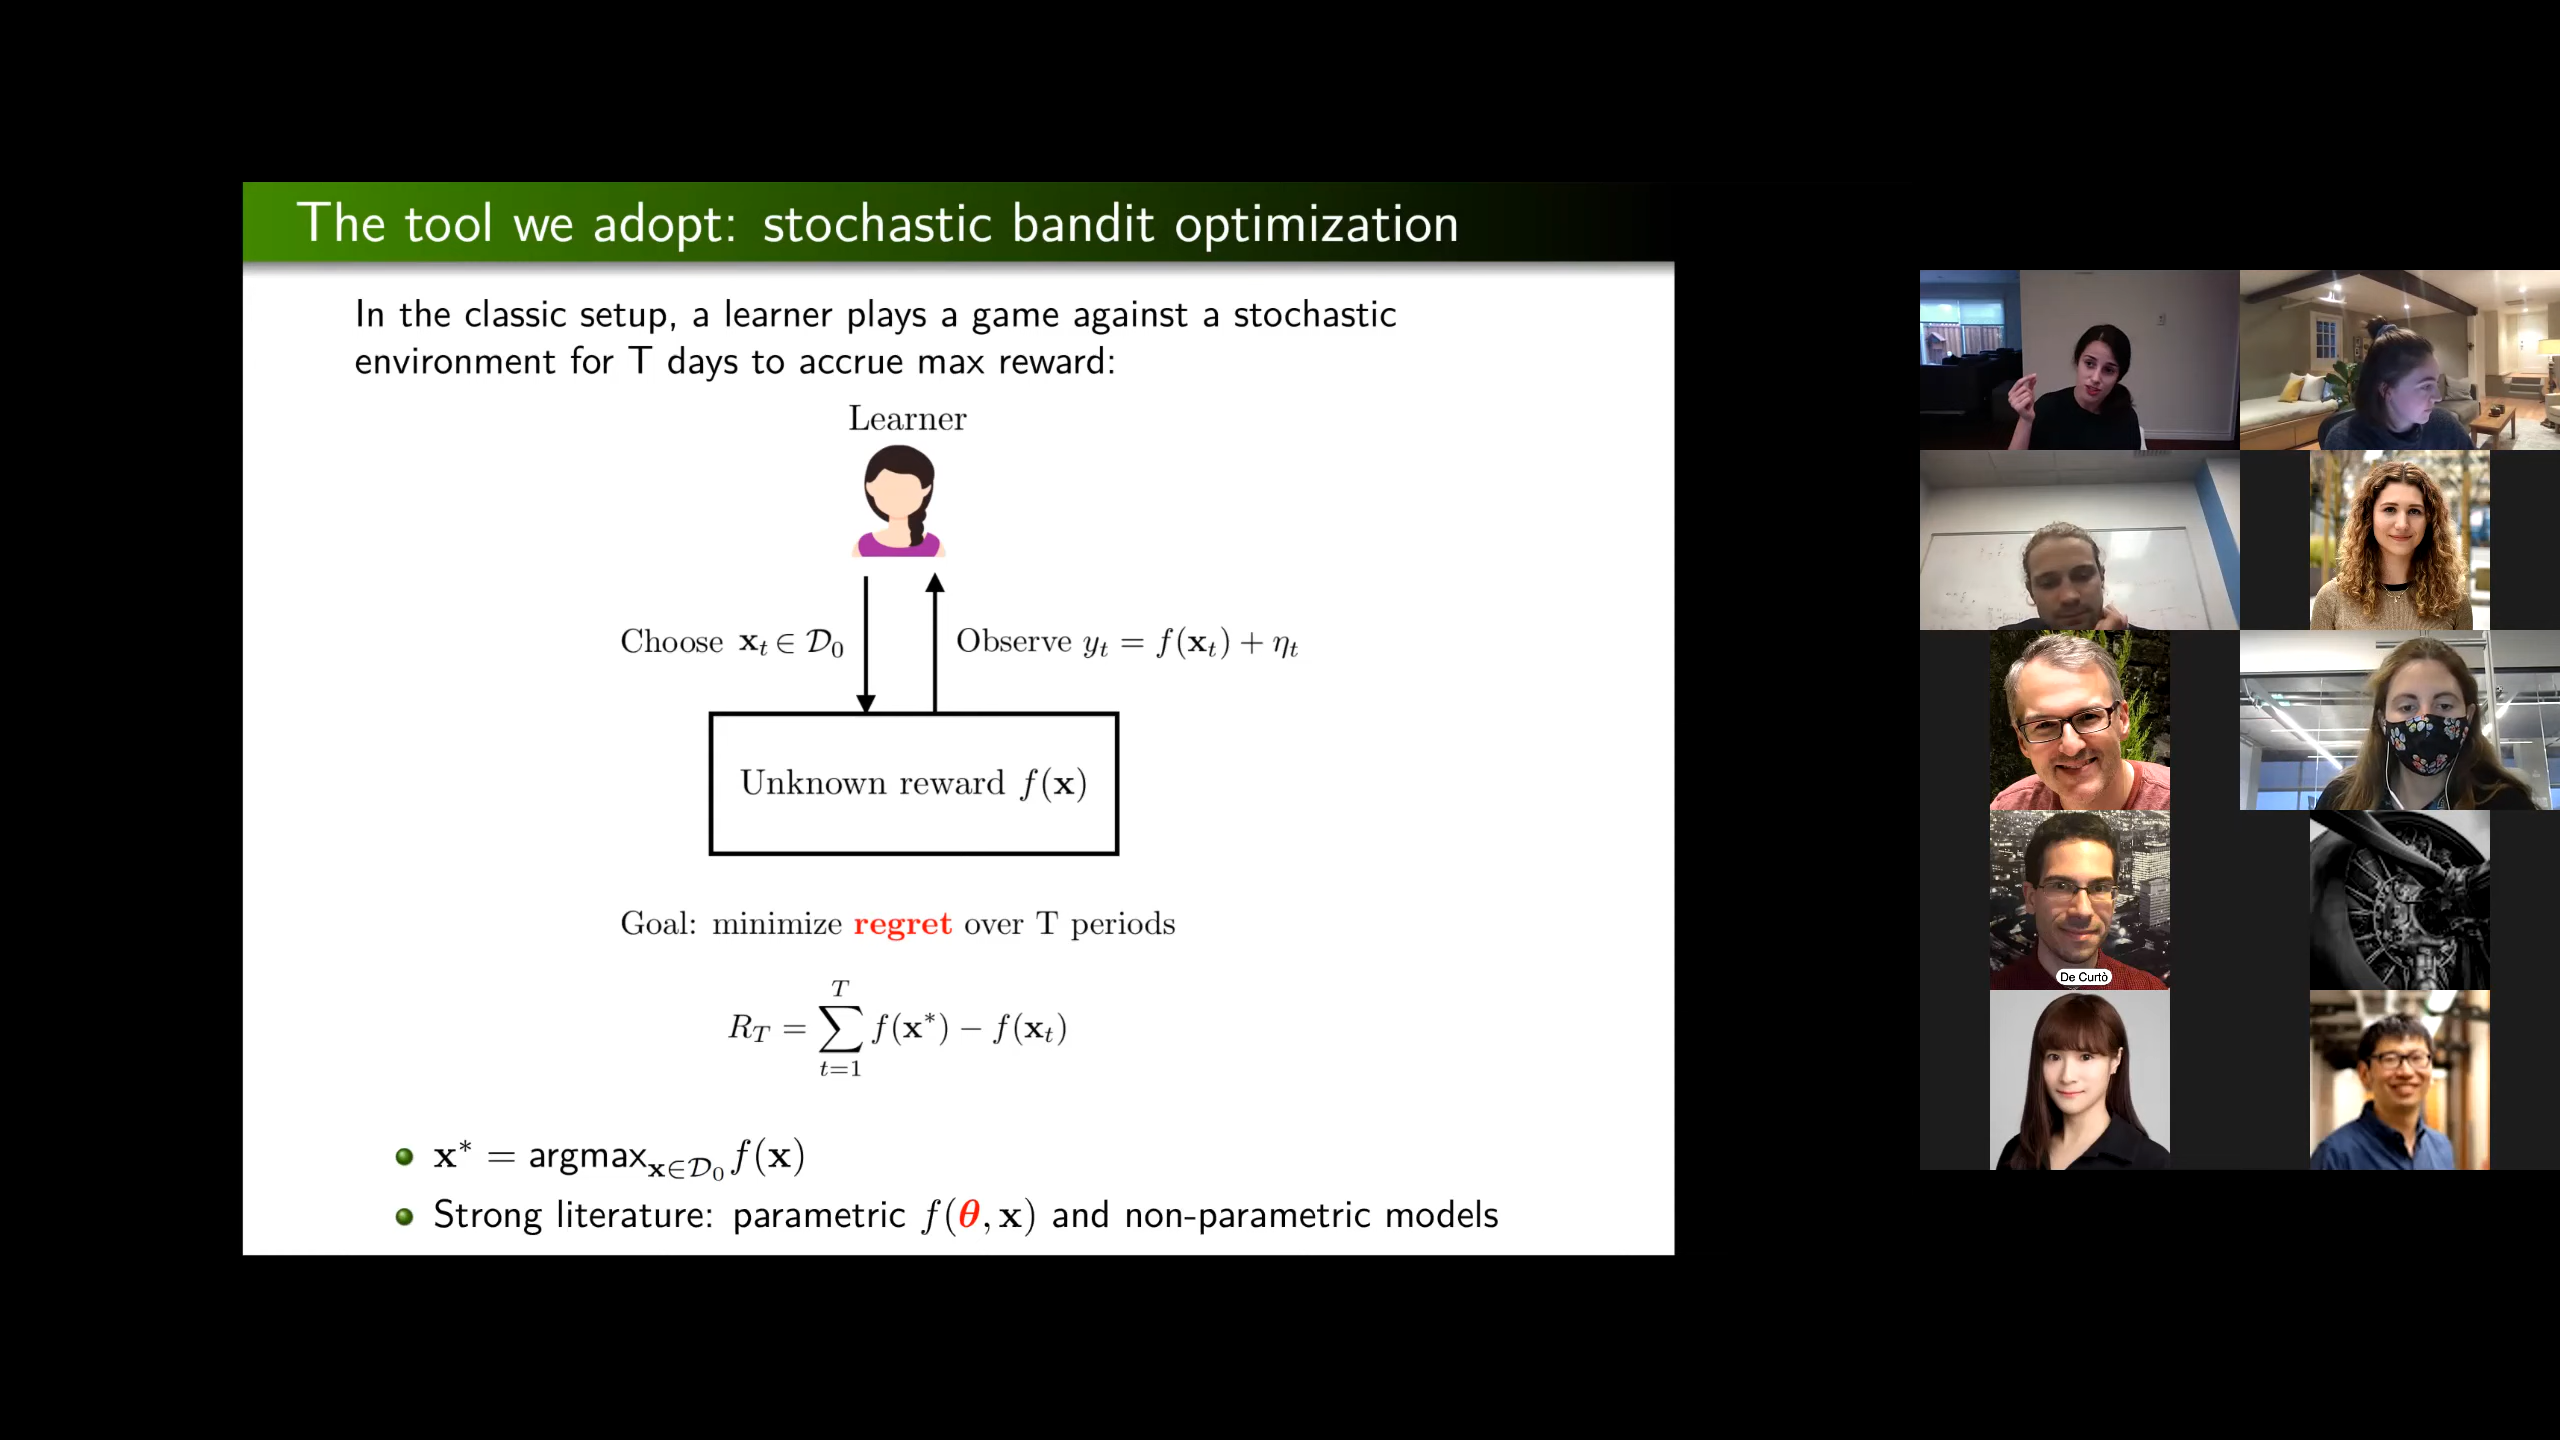 The tool we adopt: stochastic bandit optimization
In the classic setup, a learner plays a game against a stochastic
environment for T days to accrue max reward:
Learner
Choose x_t ∈ D_0
Observe y_t = f(x_t) + η_t
Unknown reward f(x)
Goal: minimize regret over T periods
R_T = ∑_{t=1}^{T} f(x*) − f(x_t)
x* = argmax_{x∈D_0} f(x)
Strong literature: parametric f(θ, x) and non-parametric models
De Curtò